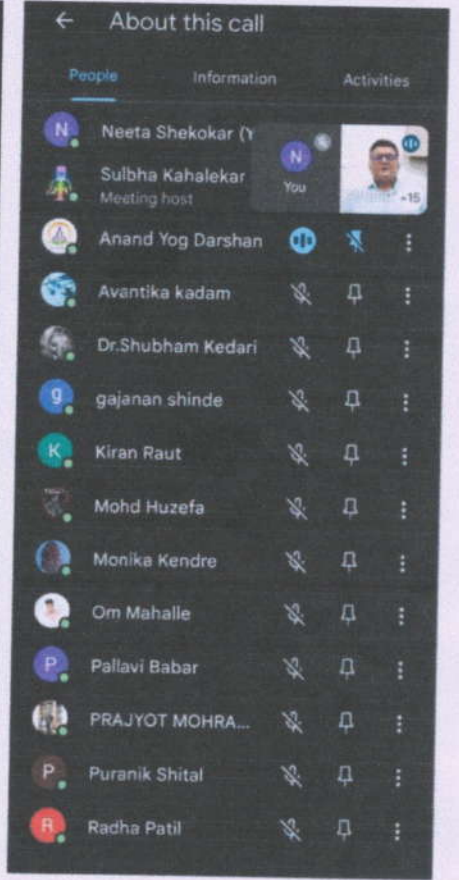 About this call
People Information Activities
N Neeta Shekokar (Y
N
You
+15
Sulbha Kahalekar
Meeting host
Anand Yog Darshan
Avantika kadam
Dr.Shubham Kedari
g gajanan shinde
K Kiran Raut
Mohd Huzefa
Monika Kendre
Om Mahalle
P Pallavi Babar
PRAJYOT MOHRA...
P Puranik Shital
R Radha Patil